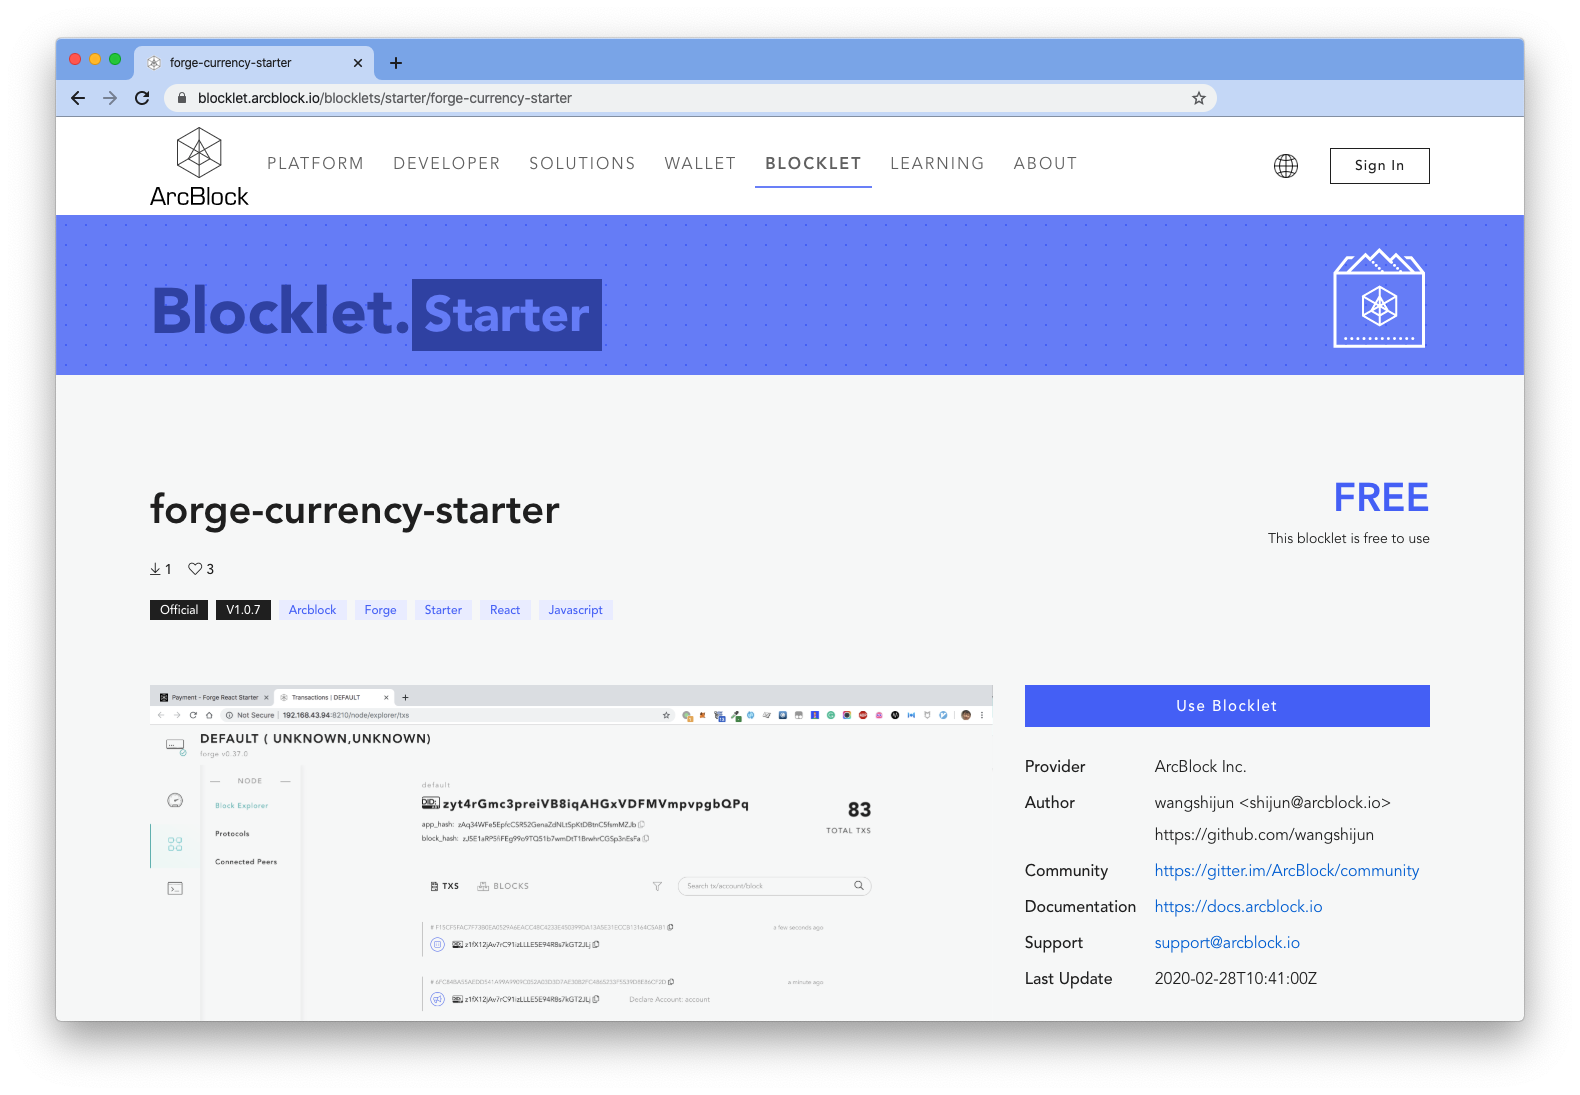 forge-currency-starter
blocklet.arcblock.io/blocklets/starter/forge-currency-starter
ArcBlock
PLATFORM DEVELOPER SOLUTIONS WALLET BLOCKLET LEARNING ABOUT
Sign In
Blocklet. Starter
forge-currency-starter
FREE
This blocklet is free to use
1 3
Official V1.0.7 Arcblock Forge Starter React Javascript
Payment - Forge React Starter Transactions | DEFAULT
Not Secure 192.168.43.94:8210/node/explorer/txs
DEFAULT ( UNKNOWN,UNKNOWN)
forge v0.37.0
NODE
Block Explorer
Protocols
Connected Peers
default
DID: zyt4rGmc3preiVB8iqAHGxVDFMVmpvpgbQPq
83
TOTAL TXS
app_hash:
block_hash:
TXS BLOCKS
Search tx/account/block
a few seconds ago
z1fX12jAv7rC91izLLLE5E94R8s7kGT2JLj
a minute ago
z1fX12jAv7rC91izLLLE5E94R8s7kGT2JLj Declare Account: account
Use Blocklet
Provider ArcBlock Inc.
Author wangshijun <shijun@arcblock.io>
https://github.com/wangshijun
Community https://gitter.im/ArcBlock/community
Documentation https://docs.arcblock.io
Support support@arcblock.io
Last Update 2020-02-28T10:41:00Z